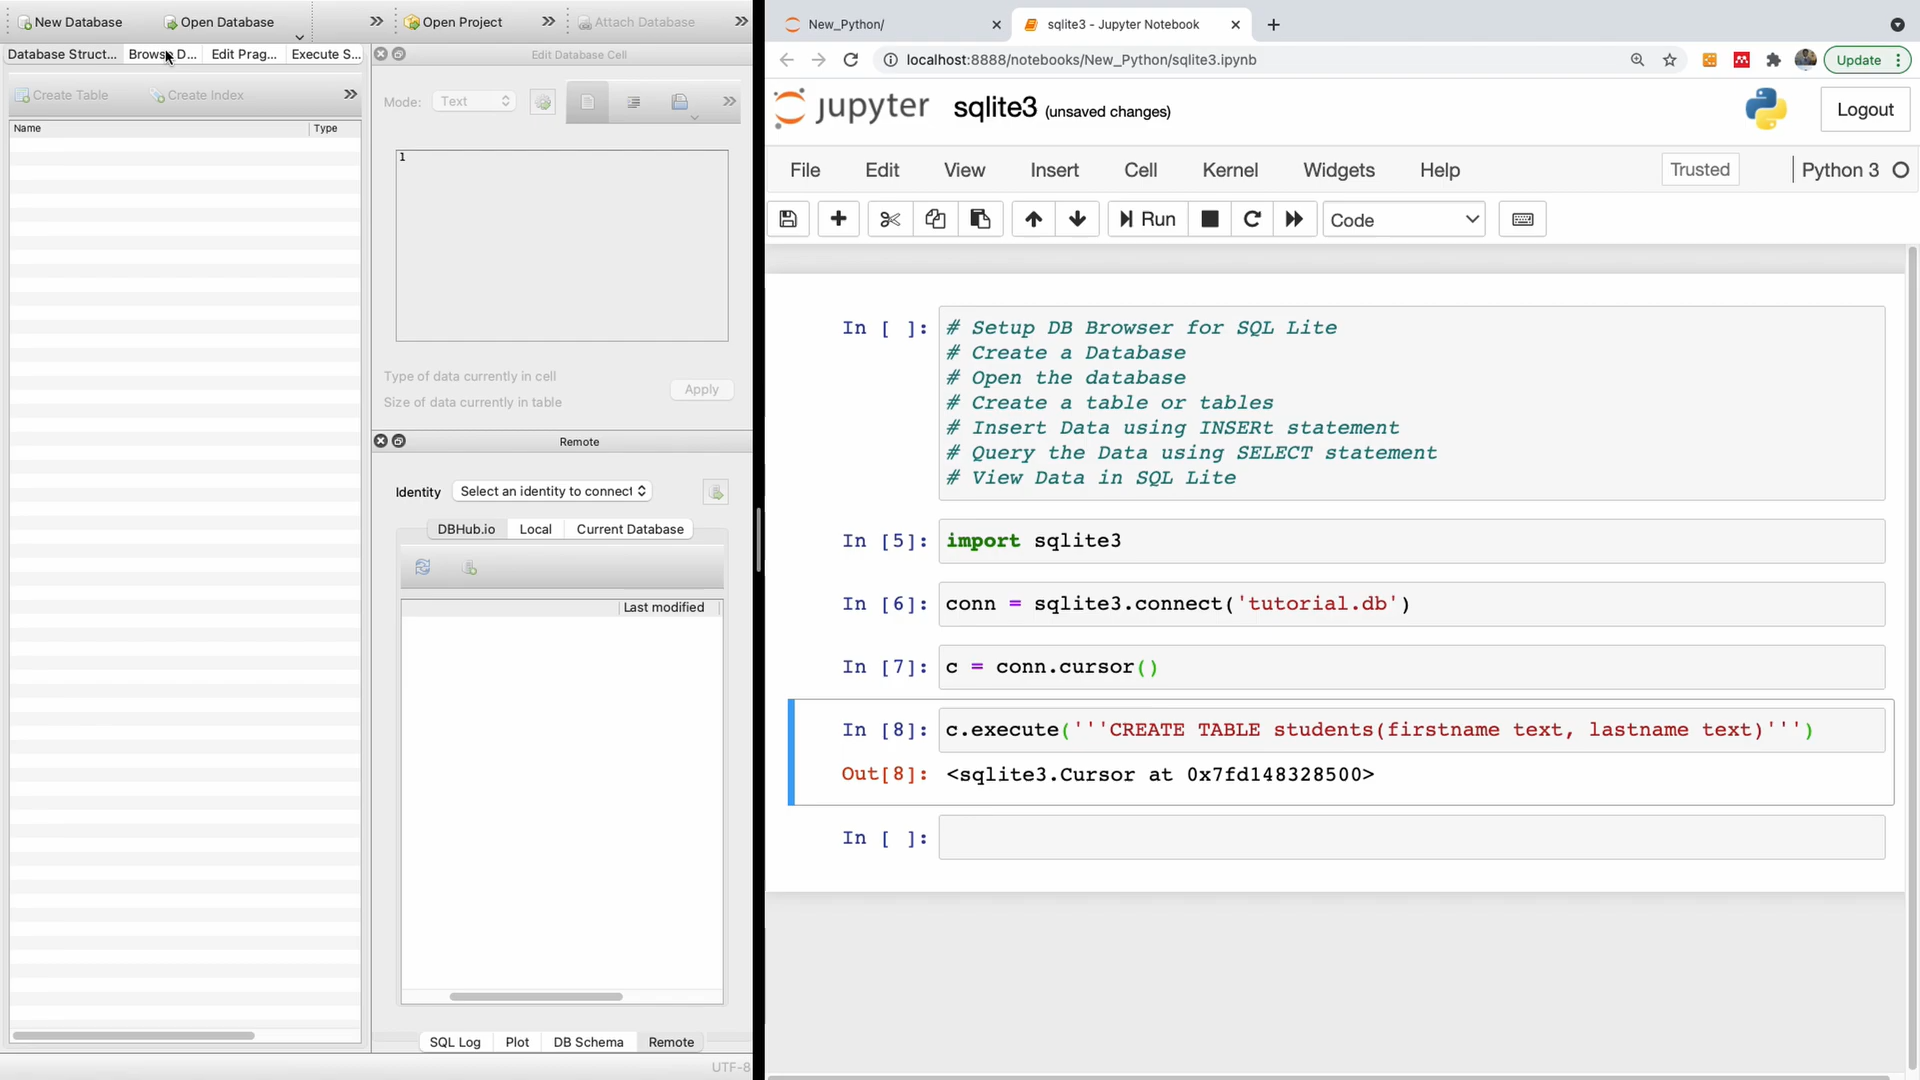 New Database
Open Database
Open Project
Attach Database
Database Struct...
Browse D...
Edit Prag...
Execute S...
Create Table
Create Index
Name
Type
Edit Database Cell
Mode:
Text
1
Type of data currently in cell
Size of data currently in table
Apply
Remote
Identity
Select an identity to connect
DBHub.io
Local
Current Database
Last modified
SQL Log
Plot
DB Schema
Remote
UTF-8
New_Python/
sqlite3 - Jupyter Notebook
localhost:8888/notebooks/New_Python/sqlite3.ipynb
Update
jupyter
sqlite3 (unsaved changes)
Logout
File
Edit
View
Insert
Cell
Kernel
Widgets
Help
Trusted
Python 3
Run
Code
In [ ]:
# Setup DB Browser for SQL Lite
# Create a Database
# Open the database
# Create a table or tables
# Insert Data using INSERt statement
# Query the Data using SELECT statement
# View Data in SQL Lite
In [5]: import sqlite3
In [6]: conn = sqlite3.connect('tutorial.db')
In [7]: c = conn.cursor()
In [8]: c.execute('''CREATE TABLE students(firstname text, lastname text)''')
Out[8]: <sqlite3.Cursor at 0x7fd148328500>
In [ ]: